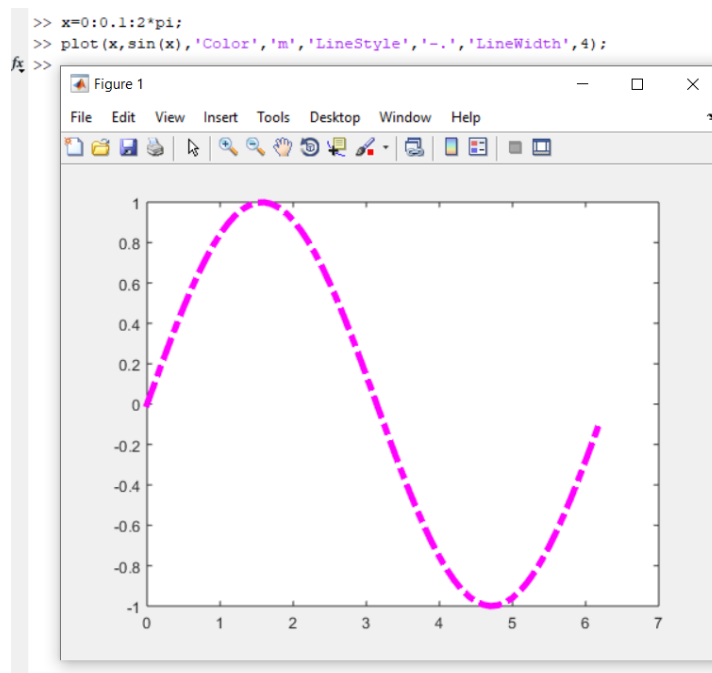 >> x=0:0.1:2*pi;
>> plot(x,sin(x),'Color','m','LineStyle','-.','LineWidth',4);
fx >>
Figure 1
File Edit View Insert Tools Desktop Window Help
1
0.8
0.6
0.4
0.2
0
-0.2
-0.4
-0.6
-0.8
-1
0 1 2 3 4 5 6 7